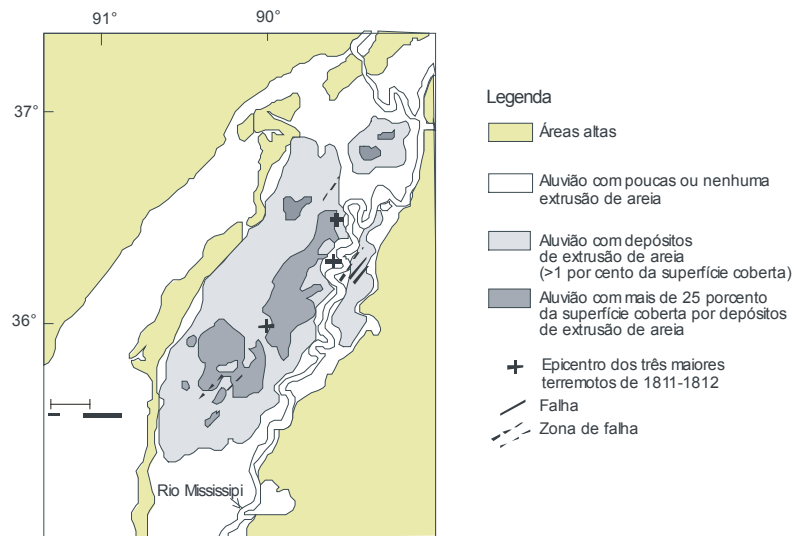 91°
90°
37°
36°
Rio Mississipi
Legenda
Áreas altas
Aluvião com poucas ou nenhuma
extrusão de areia
Aluvião com depósitos
de extrusão de areia
(>1 por cento da superfície coberta)
Aluvião com mais de 25 porcento
da superfície coberta por depósitos
de extrusão de areia
Epicentro dos três maiores
terremotos de 1811-1812
Falha
Zona de falha